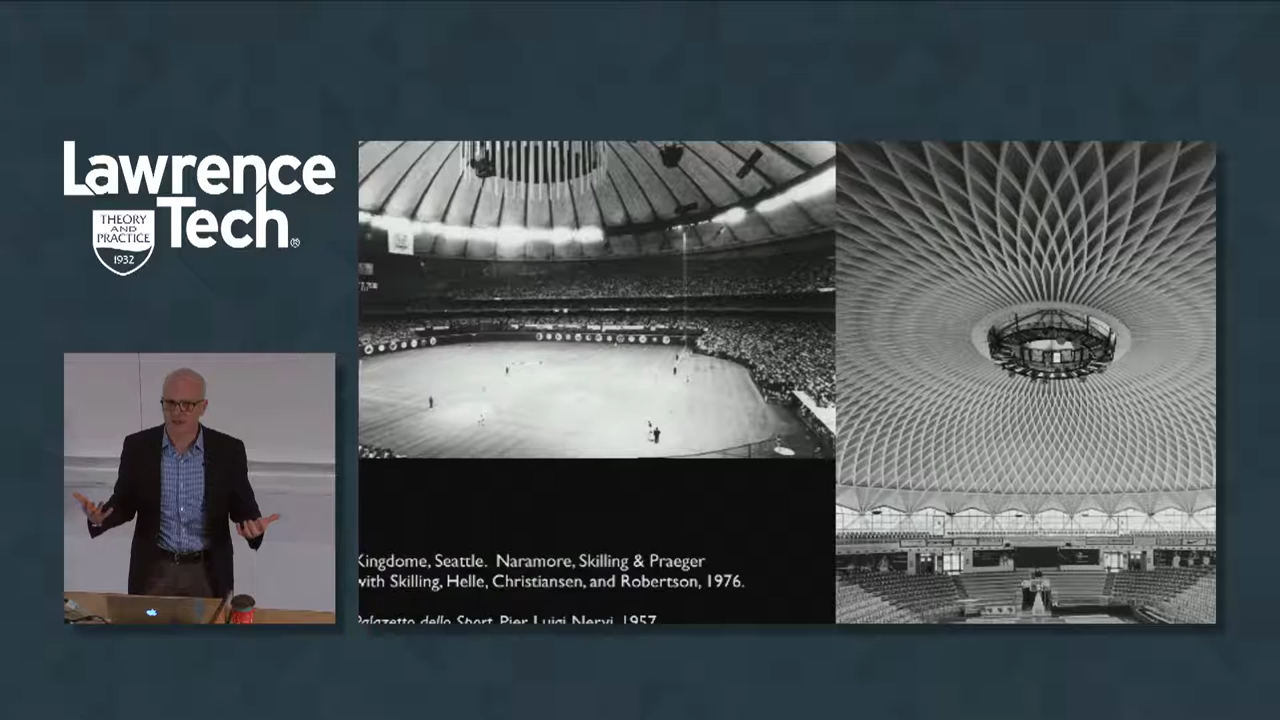 Lawrence
Tech®
THEORY
AND
PRACTICE
1932
Kingdome, Seattle. Naramore, Skilling & Praeger
with Skilling, Helle, Christiansen, and Robertson, 1976.
Palazetto dello Sport, Pier Luigi Nervi, 1957